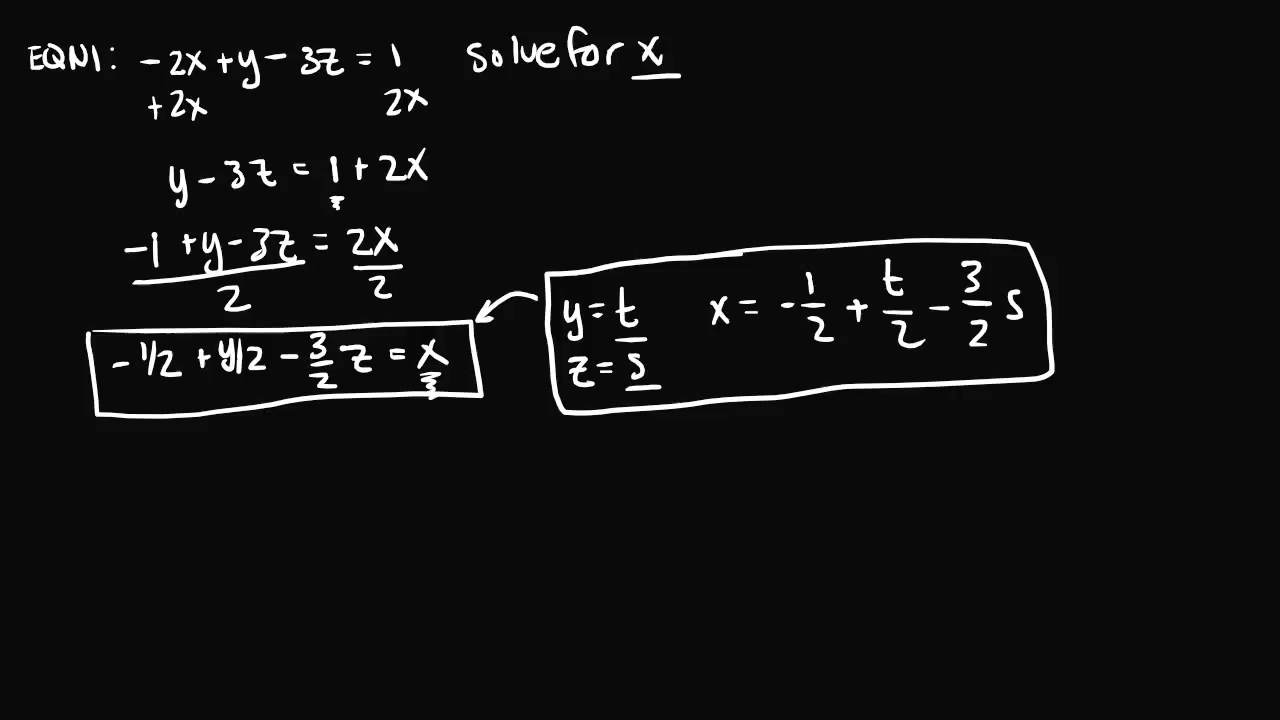 EQN1: -2x + y - 3z = 1 solve for x
+2x 2x
y - 3z = 1 + 2x
-1 + y - 3z = 2x
2 2
-1/2 + y/2 - 3/2 z = x
y = t x = -1/2 + t/2 - 3/2 s
z = s